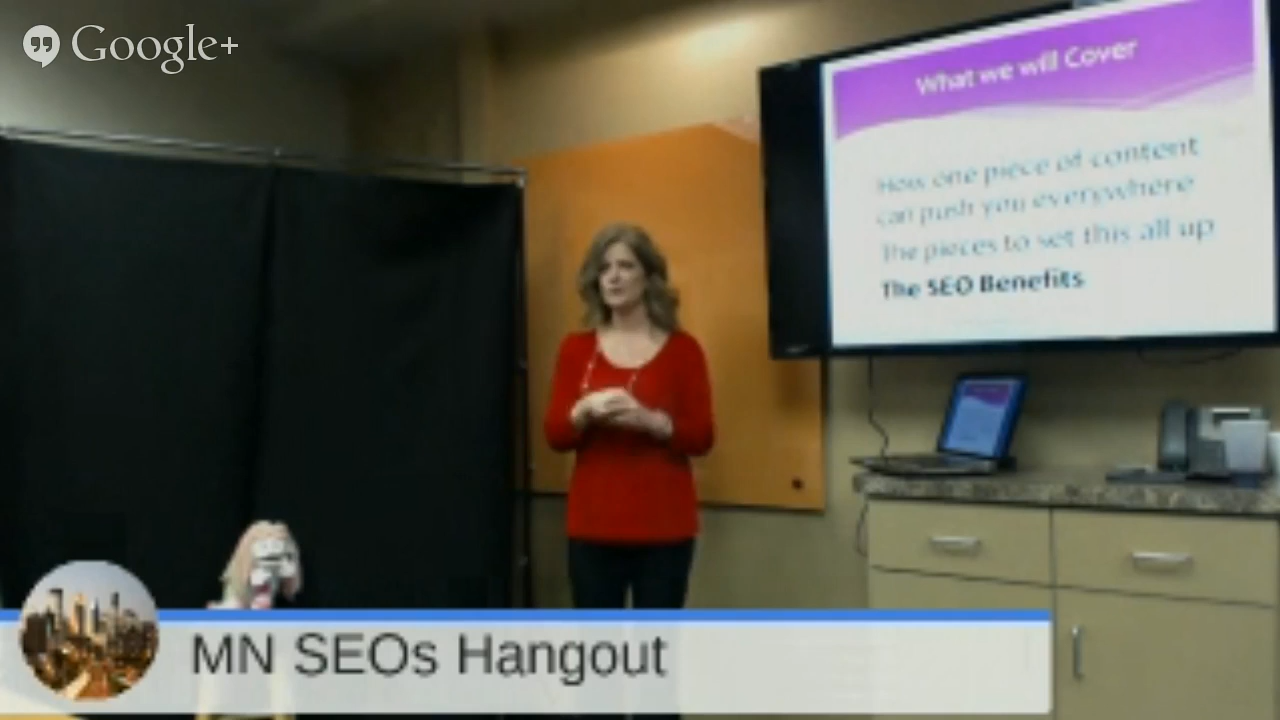 Google+
What we will Cover
How one piece of content
can push you everywhere
The pieces to set this all up
The SEO Benefits
MN SEOs Hangout